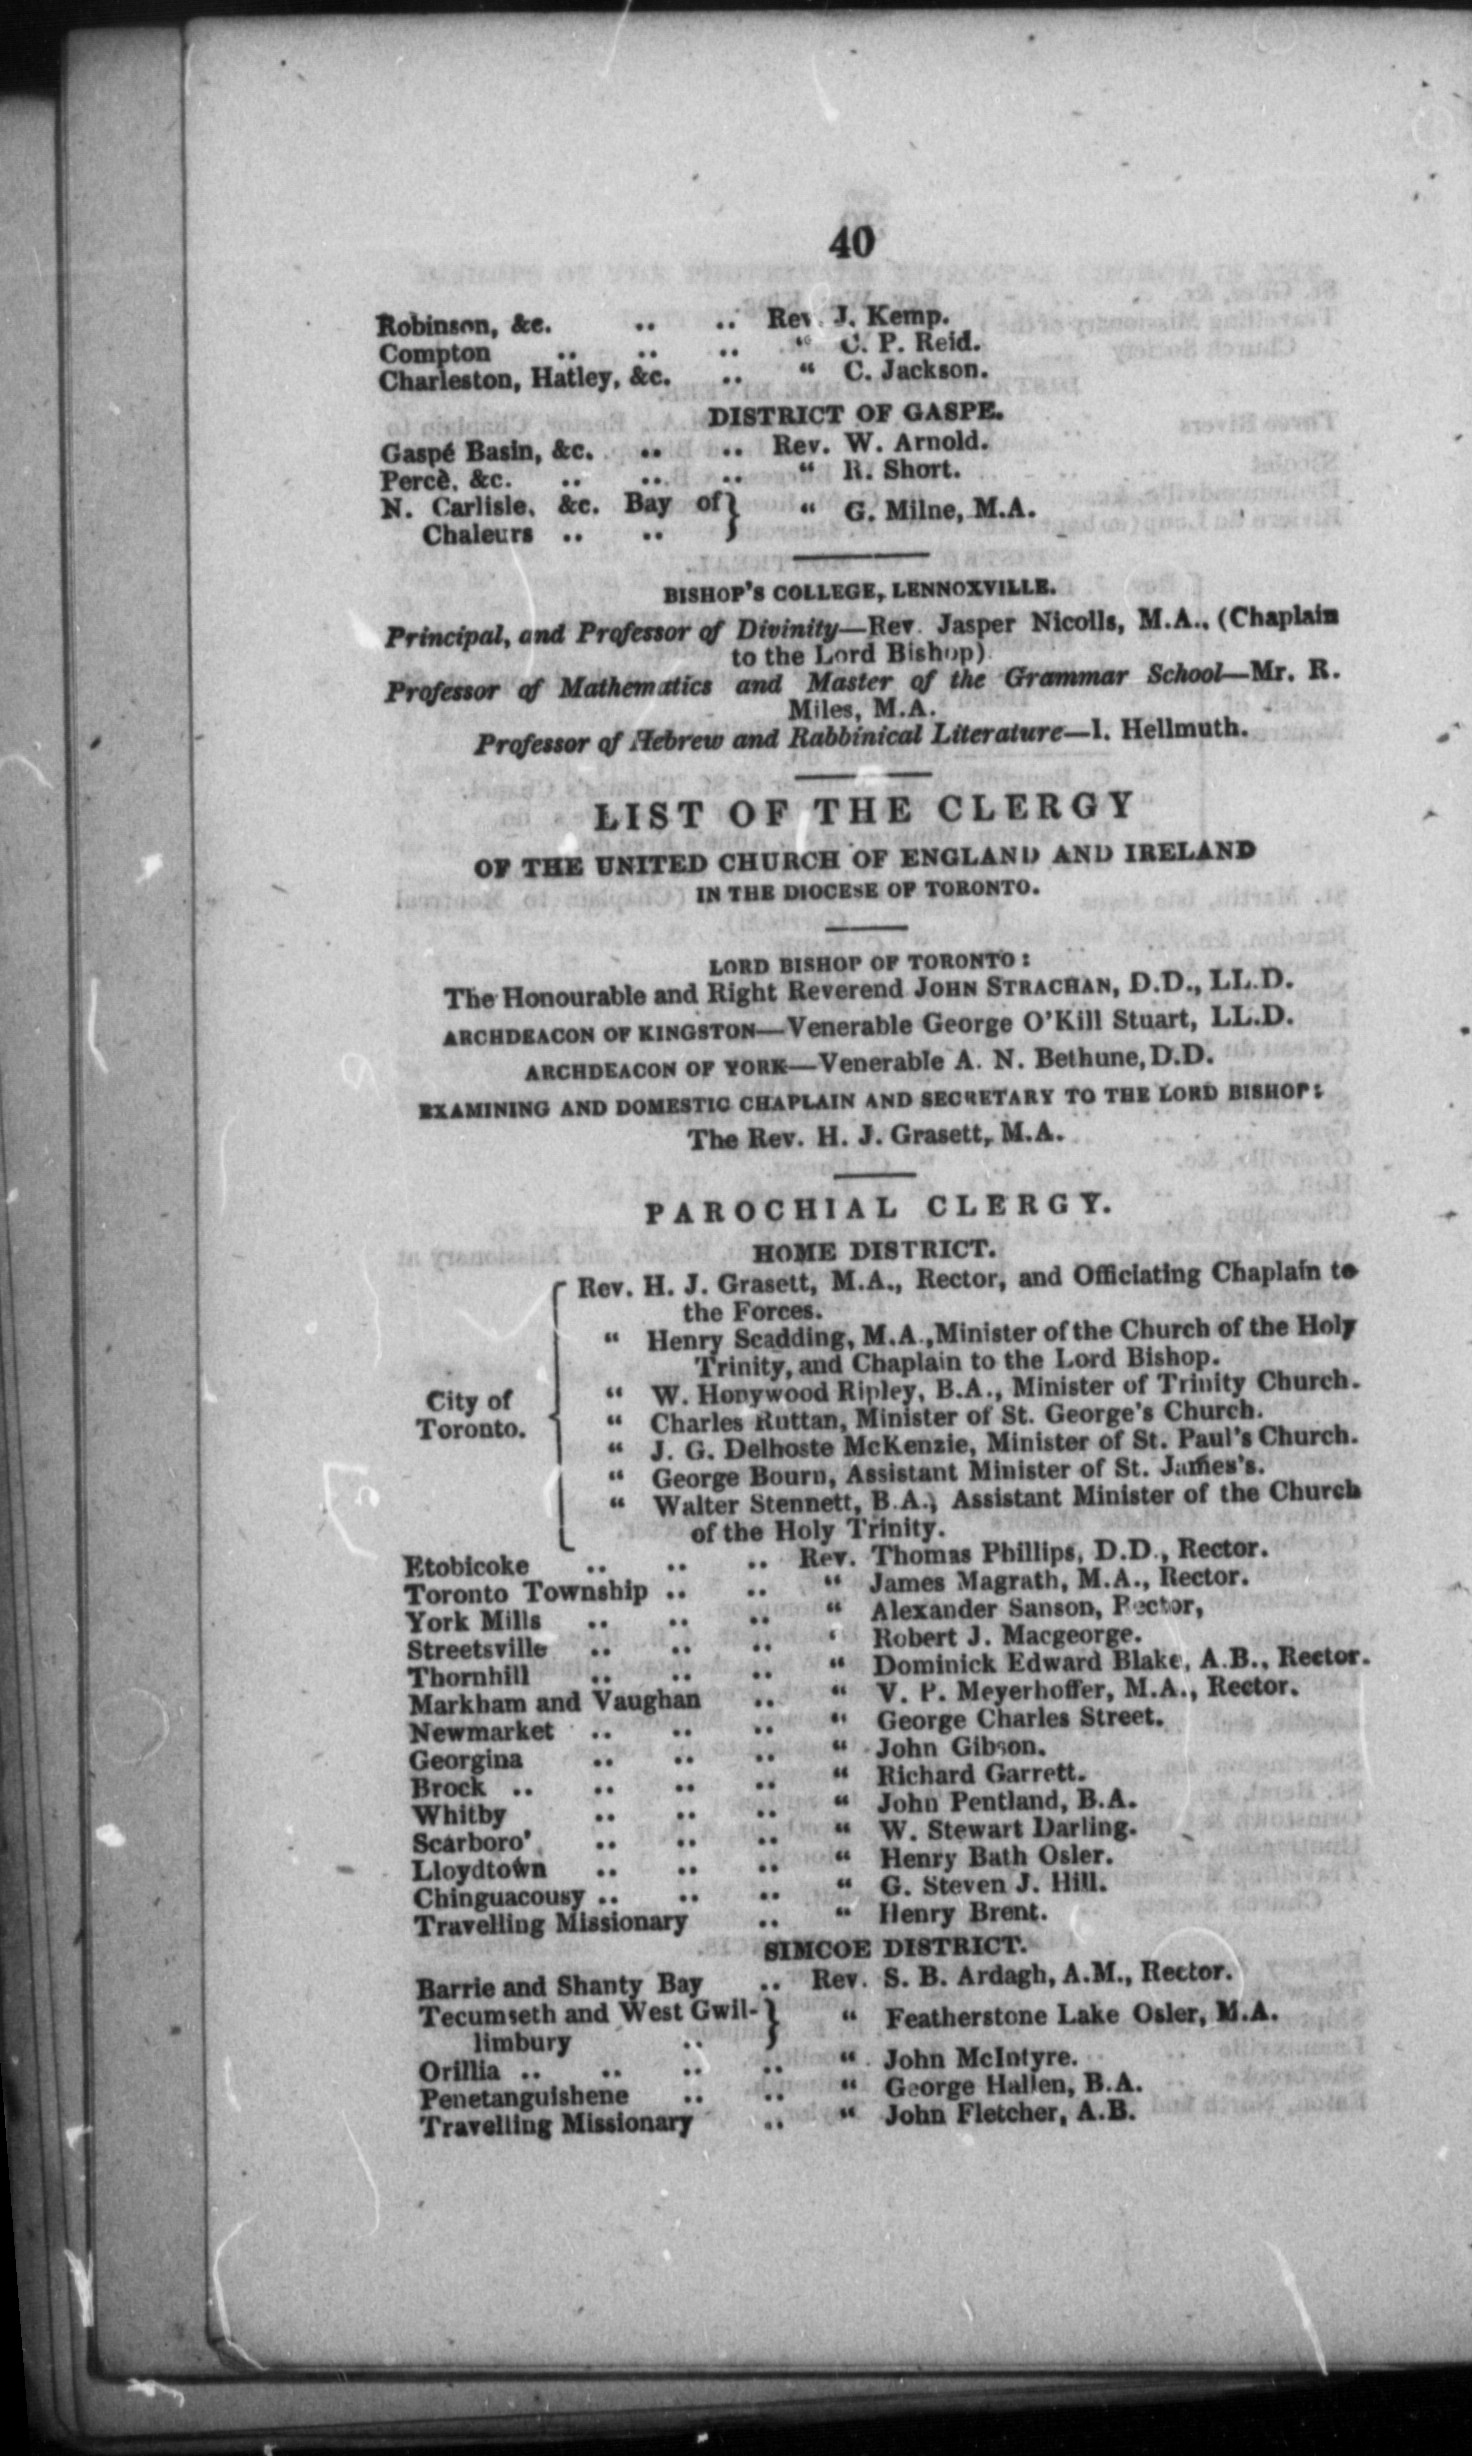 40
Robinson, &c. .. .. Rev. J. Kemp.
Compton .. .. .. “ C. P. Reid.
Charleston, Hatley, &c. .. “ C. Jackson.
DISTRICT OF GASPE.
Gaspé Basin, &c. .. .. Rev. W. Arnold.
Percè, &c. .. .. .. “ R. Short.
N. Carlisle, &c. Bay of } “ G. Milne, M.A.
Chaleurs .. ..
BISHOP'S COLLEGE, LENNOXVILLE.
Principal, and Professor of Divinity—Rev. Jasper Nicolls, M.A., (Chaplain
to the Lord Bishop)
Professor of Mathematics and Master of the Grammar School—Mr. R.
Miles, M.A.
Professor of Hebrew and Rabbinical Literature—I. Hellmuth.
LIST OF THE CLERGY
OF THE UNITED CHURCH OF ENGLAND AND IRELAND
IN THE DIOCESE OF TORONTO.
LORD BISHOP OF TORONTO:
The Honourable and Right Reverend JOHN STRACHAN, D.D., LL.D.
ARCHDEACON OF KINGSTON—Venerable George O'Kill Stuart, LL.D.
ARCHDEACON OF YORK—Venerable A. N. Bethune, D.D.
EXAMINING AND DOMESTIC CHAPLAIN AND SECRETARY TO THE LORD BISHOP:
The Rev. H. J. Grasett, M.A.
PAROCHIAL CLERGY.
HOME DISTRICT.
Rev. H. J. Grasett, M.A., Rector, and Officiating Chaplain to
the Forces.
“ Henry Scadding, M.A., Minister of the Church of the Holy
Trinity, and Chaplain to the Lord Bishop.
City of
Toronto.
“ W. Honywood Ripley, B.A., Minister of Trinity Church.
“ Charles Ruttan, Minister of St. George's Church.
“ J. G. Delhoste McKenzie, Minister of St. Paul's Church.
“ George Bourn, Assistant Minister of St. James's.
“ Walter Stennett, B.A., Assistant Minister of the Church
of the Holy Trinity.
Etobicoke .. .. .. Rev. Thomas Phillips, D.D., Rector.
Toronto Township .. .. “ James Magrath, M.A., Rector.
York Mills .. .. .. “ Alexander Sanson, Rector,
Streetsville .. .. .. “ Robert J. Macgeorge.
Thornhill .. .. .. “ Dominick Edward Blake, A.B., Rector.
Markham and Vaughan .. “ V. P. Meyerhoffer, M.A., Rector.
Newmarket .. .. .. “ George Charles Street.
Georgina .. .. .. “ John Gibson.
Brock .. .. .. .. “ Richard Garrett.
Whitby .. .. .. “ John Pentland, B.A.
Scarboro' .. .. .. “ W. Stewart Darling.
Lloydtown .. .. .. “ Henry Bath Osler.
Chinguacousy .. .. .. “ G. Steven J. Hill.
Travelling Missionary .. “ Henry Brent.
SIMCOE DISTRICT.
Barrie and Shanty Bay .. Rev. S. B. Ardagh, A.M., Rector.
Tecumseth and West Gwil- } “ Featherstone Lake Osler, M.A.
limbury ..
Orillia .. .. .. .. “ John McIntyre.
Penetanguishene .. .. “ George Hallen, B.A.
Travelling Missionary .. “ John Fletcher, A.B.